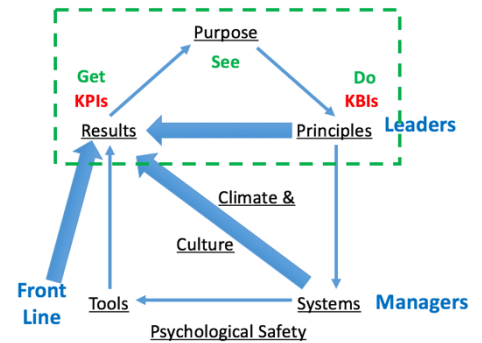 Purpose
See
Get
KPIs
Do
KBIs
Results
Principles
Leaders
Climate &
Culture
Front
Line
Tools
Systems
Managers
Psychological Safety